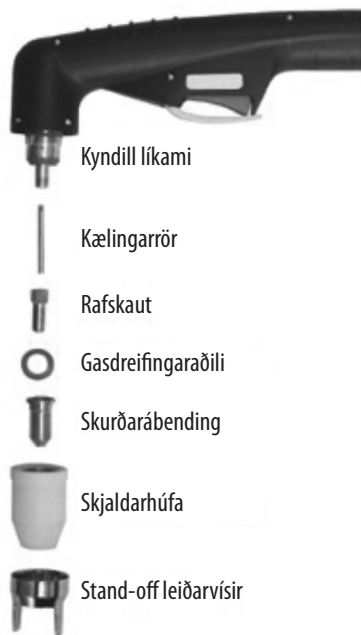 Kyndill líkami
Kælingarrör
Rafskaut
Gasdreifingaraðili
Skurðarábending
Skjaldarhúfa
Stand-off leiðarvísir